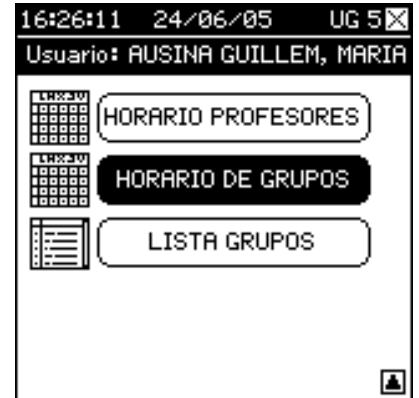 16:26:11 24/06/05 UG 5
Usuario: AUSINA GUILLEM, MARIA
HORARIO PROFESORES
HORARIO DE GRUPOS
LISTA GRUPOS